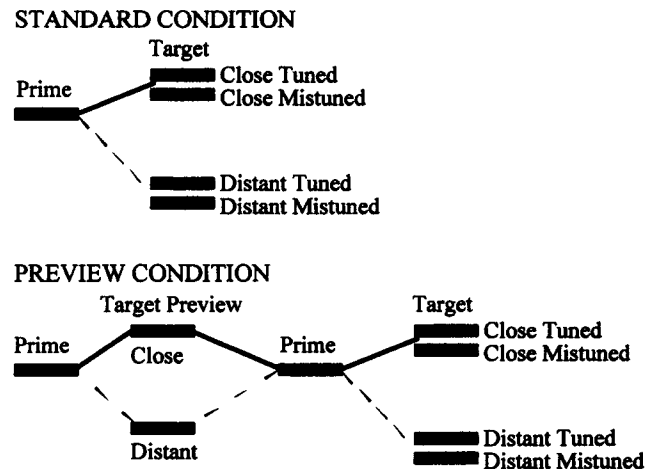 STANDARD CONDITION
Target
Close Tuned
Prime
Close Mistuned
Distant Tuned
Distant Mistuned
PREVIEW CONDITION
Target Preview
Target
Close Tuned
Prime
Close
Prime
Close Mistuned
Distant
Distant Tuned
Distant Mistuned